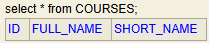 select * from COURSES;
ID FULL_NAME SHORT_NAME